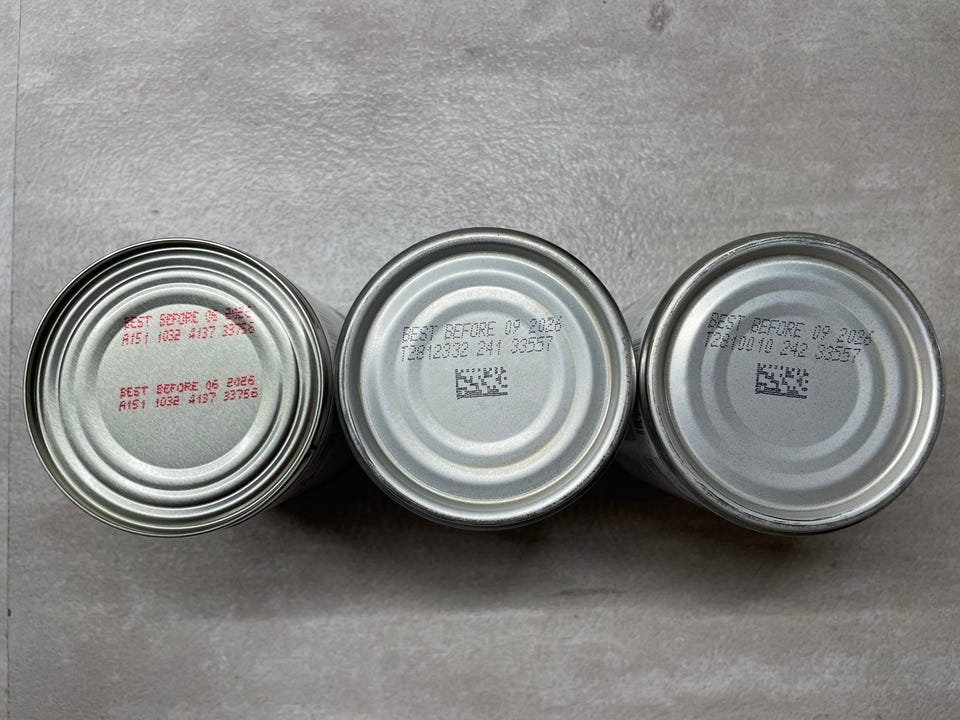 BEST BEFORE 06 2026
A151 1032 4137 33756
BEST BEFORE 06 2026
A151 1032 4137 33756
BEST BEFORE 09 2026
T2812332 241 33557
BEST BEFORE 09 2026
T2810010 242 33557